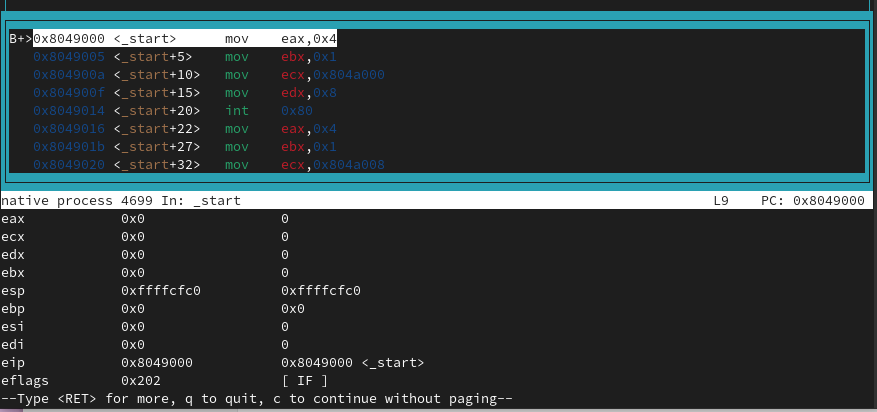 B+>0x8049000 <_start>      mov    eax,0x4
   0x8049005 <_start+5>    mov    ebx,0x1
   0x804900a <_start+10>   mov    ecx,0x804a000
   0x804900f <_start+15>   mov    edx,0x8
   0x8049014 <_start+20>   int    0x80
   0x8049016 <_start+22>   mov    eax,0x4
   0x804901b <_start+27>   mov    ebx,0x1
   0x8049020 <_start+32>   mov    ecx,0x804a008
native process 4699 In: _start                                                           L9    PC: 0x8049000
eax            0x0                 0
ecx            0x0                 0
edx            0x0                 0
ebx            0x0                 0
esp            0xffffcfc0          0xffffcfc0
ebp            0x0                 0x0
esi            0x0                 0
edi            0x0                 0
eip            0x8049000           0x8049000 <_start>
eflags         0x202               [ IF ]
--Type <RET> for more, q to quit, c to continue without paging--